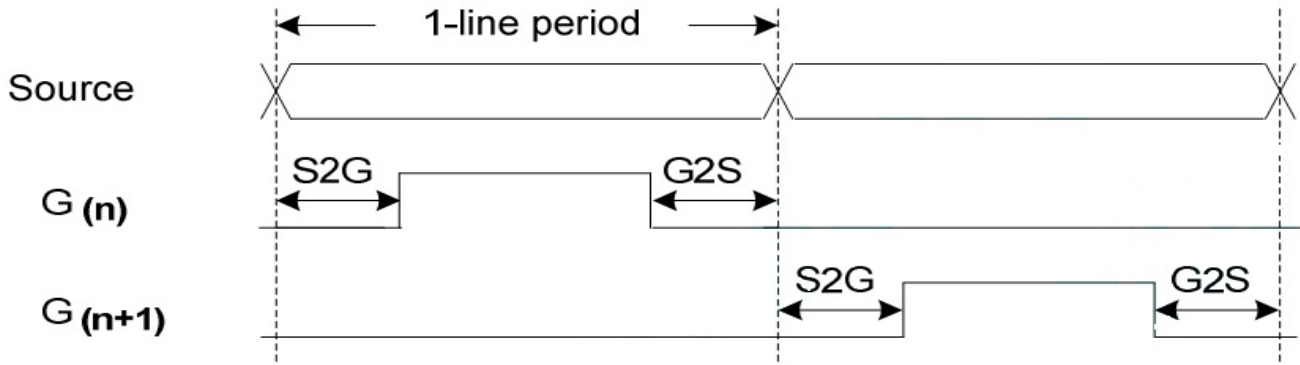 1-line period
Source
S2G
G2S
G (n)
S2G
G2S
G (n+1)